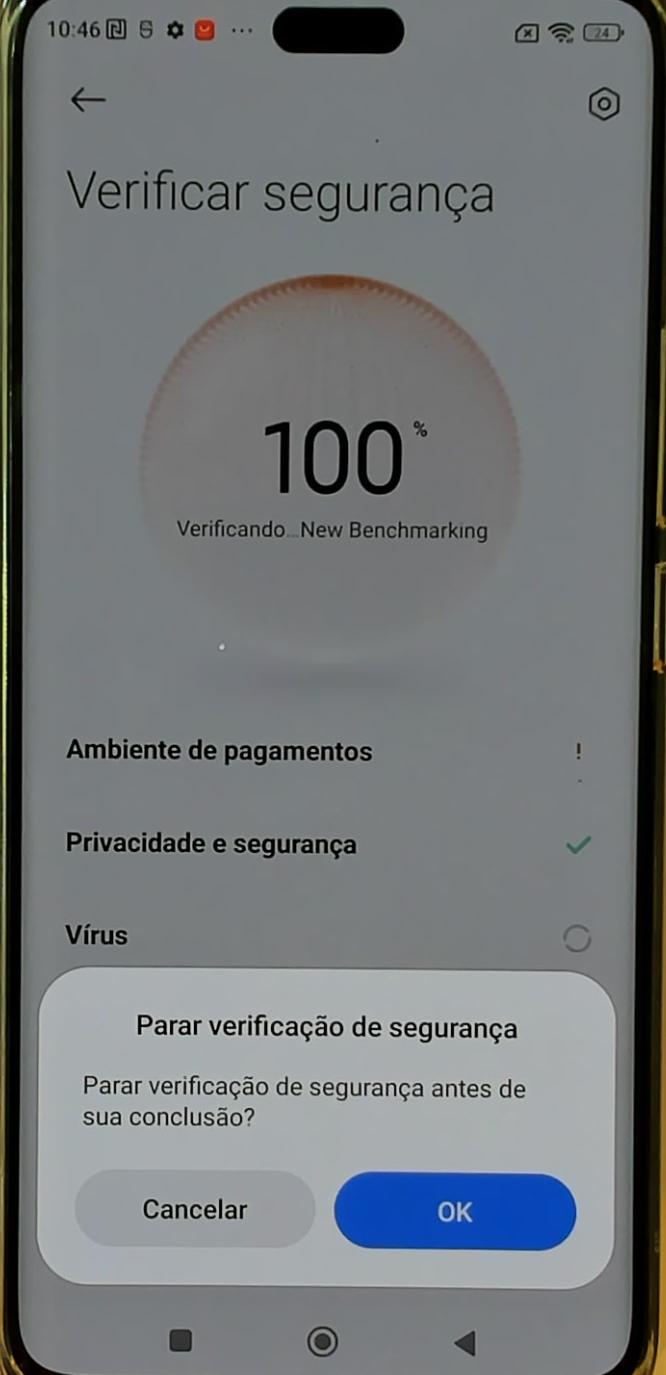 10:46
24
Verificar segurança
100%
Verificando...New Benchmarking
Ambiente de pagamentos !
Privacidade e segurança
Vírus
Parar verificação de segurança
Parar verificação de segurança antes de
sua conclusão?
Cancelar OK